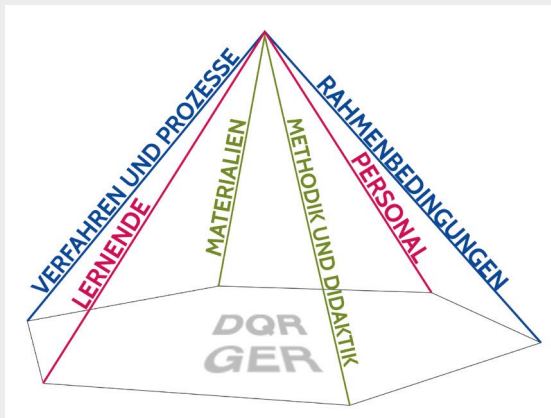 VERFAHREN UND PROZESSE
LERNENDE
MATERIALIEN
METHODIK UND DIDAKTIK
PERSONAL
RAHMENBEDINGUNGEN
DQR
GER